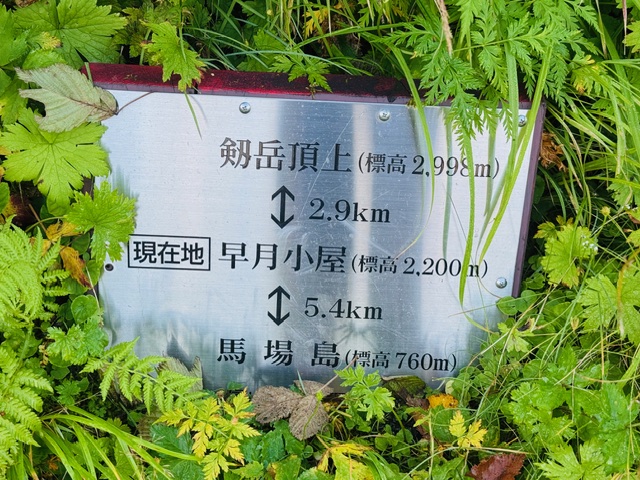 剱岳頂上(標高2,998m)
2.9km
現在地 早月小屋(標高2,200m)
5.4km
馬場島(標高760m)